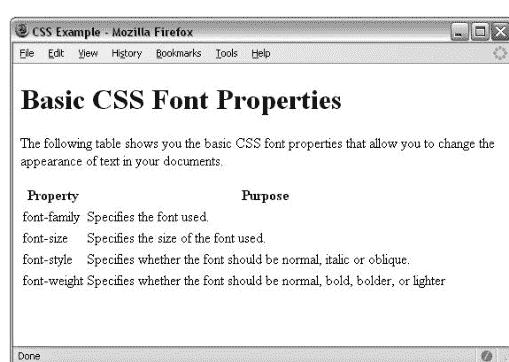 CSS Example - Mozilla Firefox
File Edit View History Bookmarks Tools Help
Basic CSS Font Properties
The following table shows you the basic CSS font properties that allow you to change the
appearance of text in your documents.
Property Purpose
font-family Specifies the font used.
font-size Specifies the size of the font used.
font-style Specifies whether the font should be normal, italic or oblique.
font-weight Specifies whether the font should be normal, bold, bolder, or lighter
Done